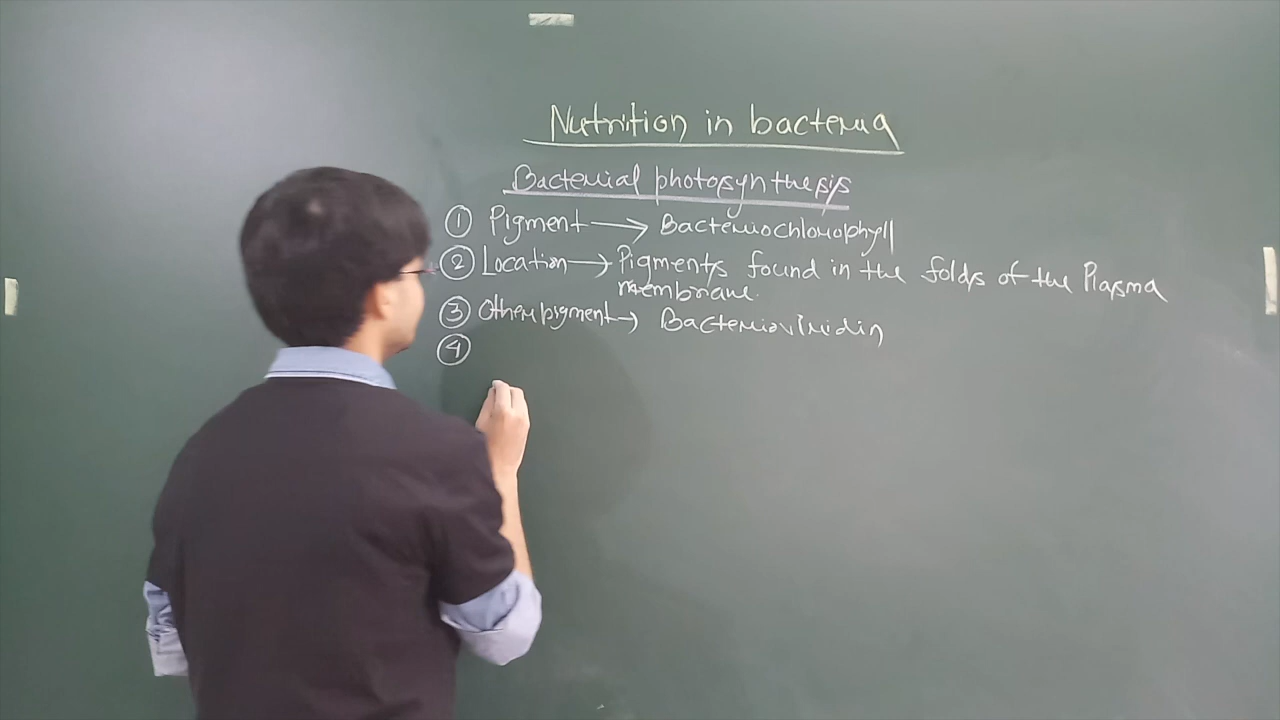 Nutrition in bacteria
Bacterial photosynthesis
① Pigment → Bacteriochlorophyll
② Location → Pigments found in the folds of the Plasma
membrane.
③ Other pigment → Bacterioviridin
④